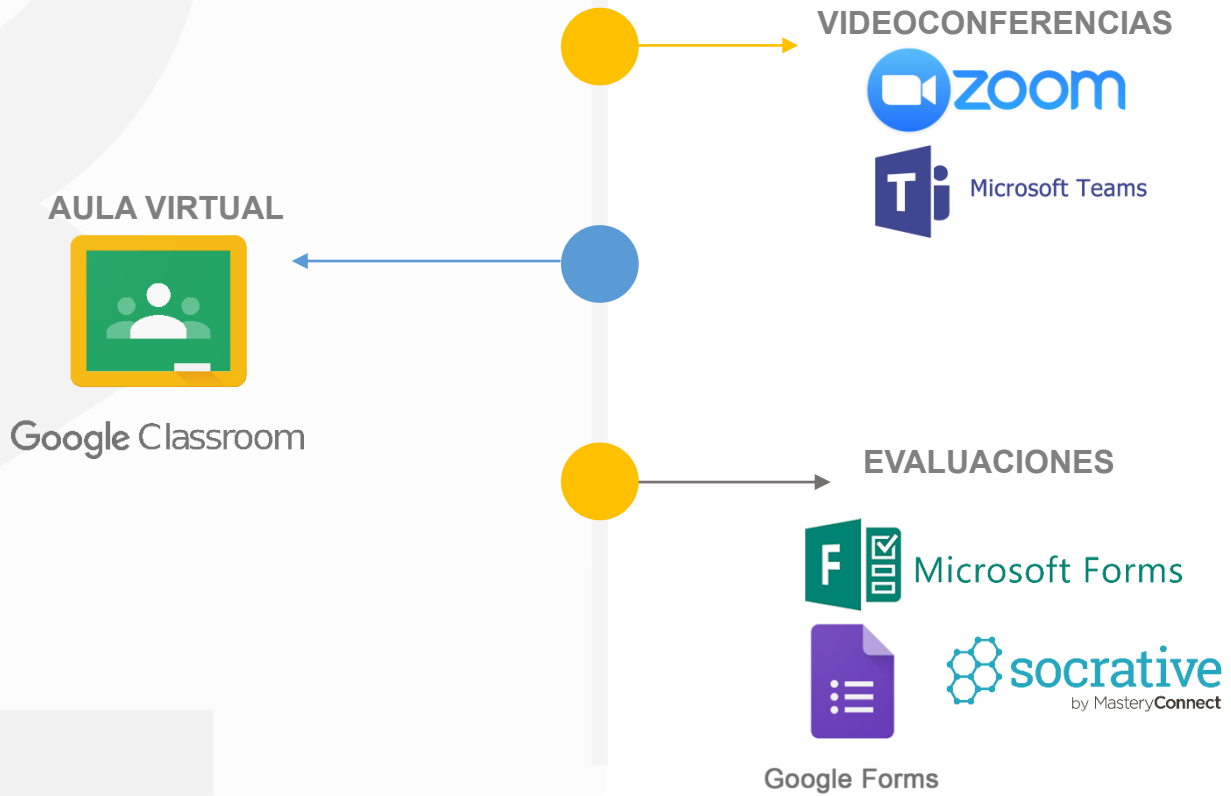 VIDEOCONFERENCIAS
zoom
T
Microsoft Teams
AULA VIRTUAL
Google Classroom
EVALUACIONES
F
Microsoft Forms
socrative
by MasteryConnect
Google Forms